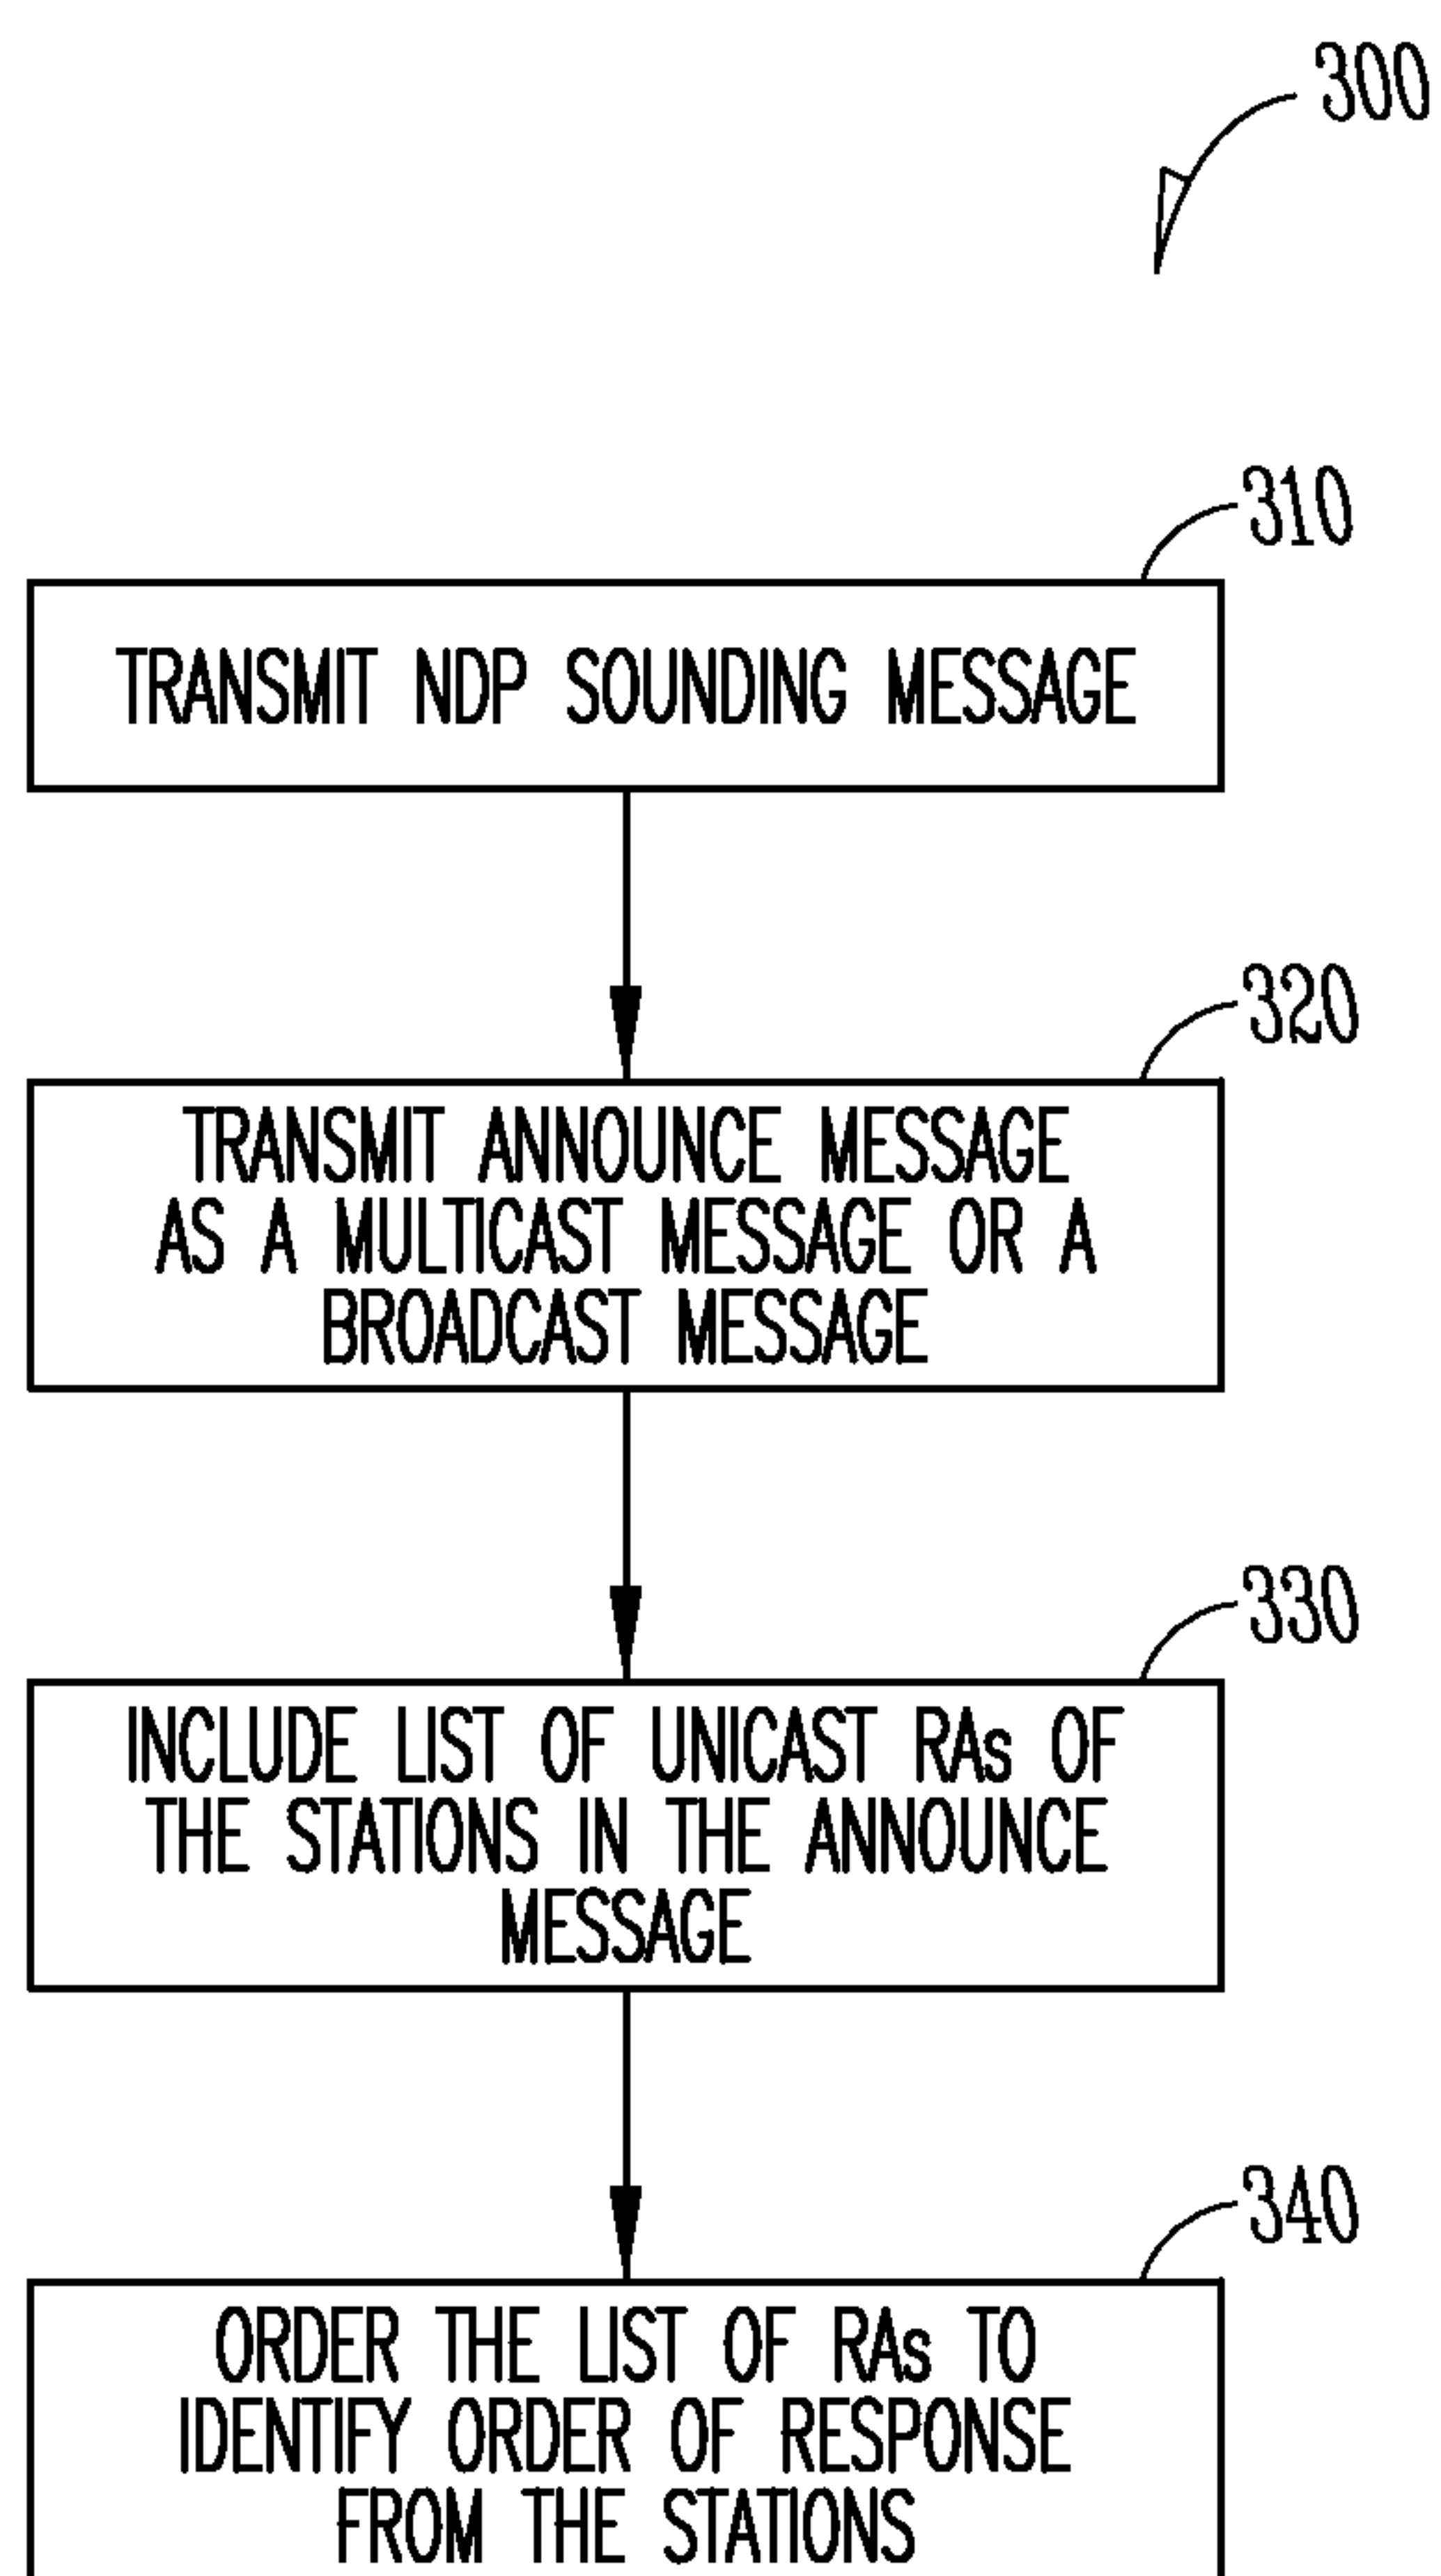 300
310
TRANSMIT NDP SOUNDING MESSAGE
320
TRANSMIT ANNOUNCE MESSAGE
AS A MULTICAST MESSAGE OR A
BROADCAST MESSAGE
330
INCLUDE LIST OF UNICAST RAs OF
THE STATIONS IN THE ANNOUNCE
MESSAGE
340
ORDER THE LIST OF RAs TO
IDENTIFY ORDER OF RESPONSE
FROM THE STATIONS